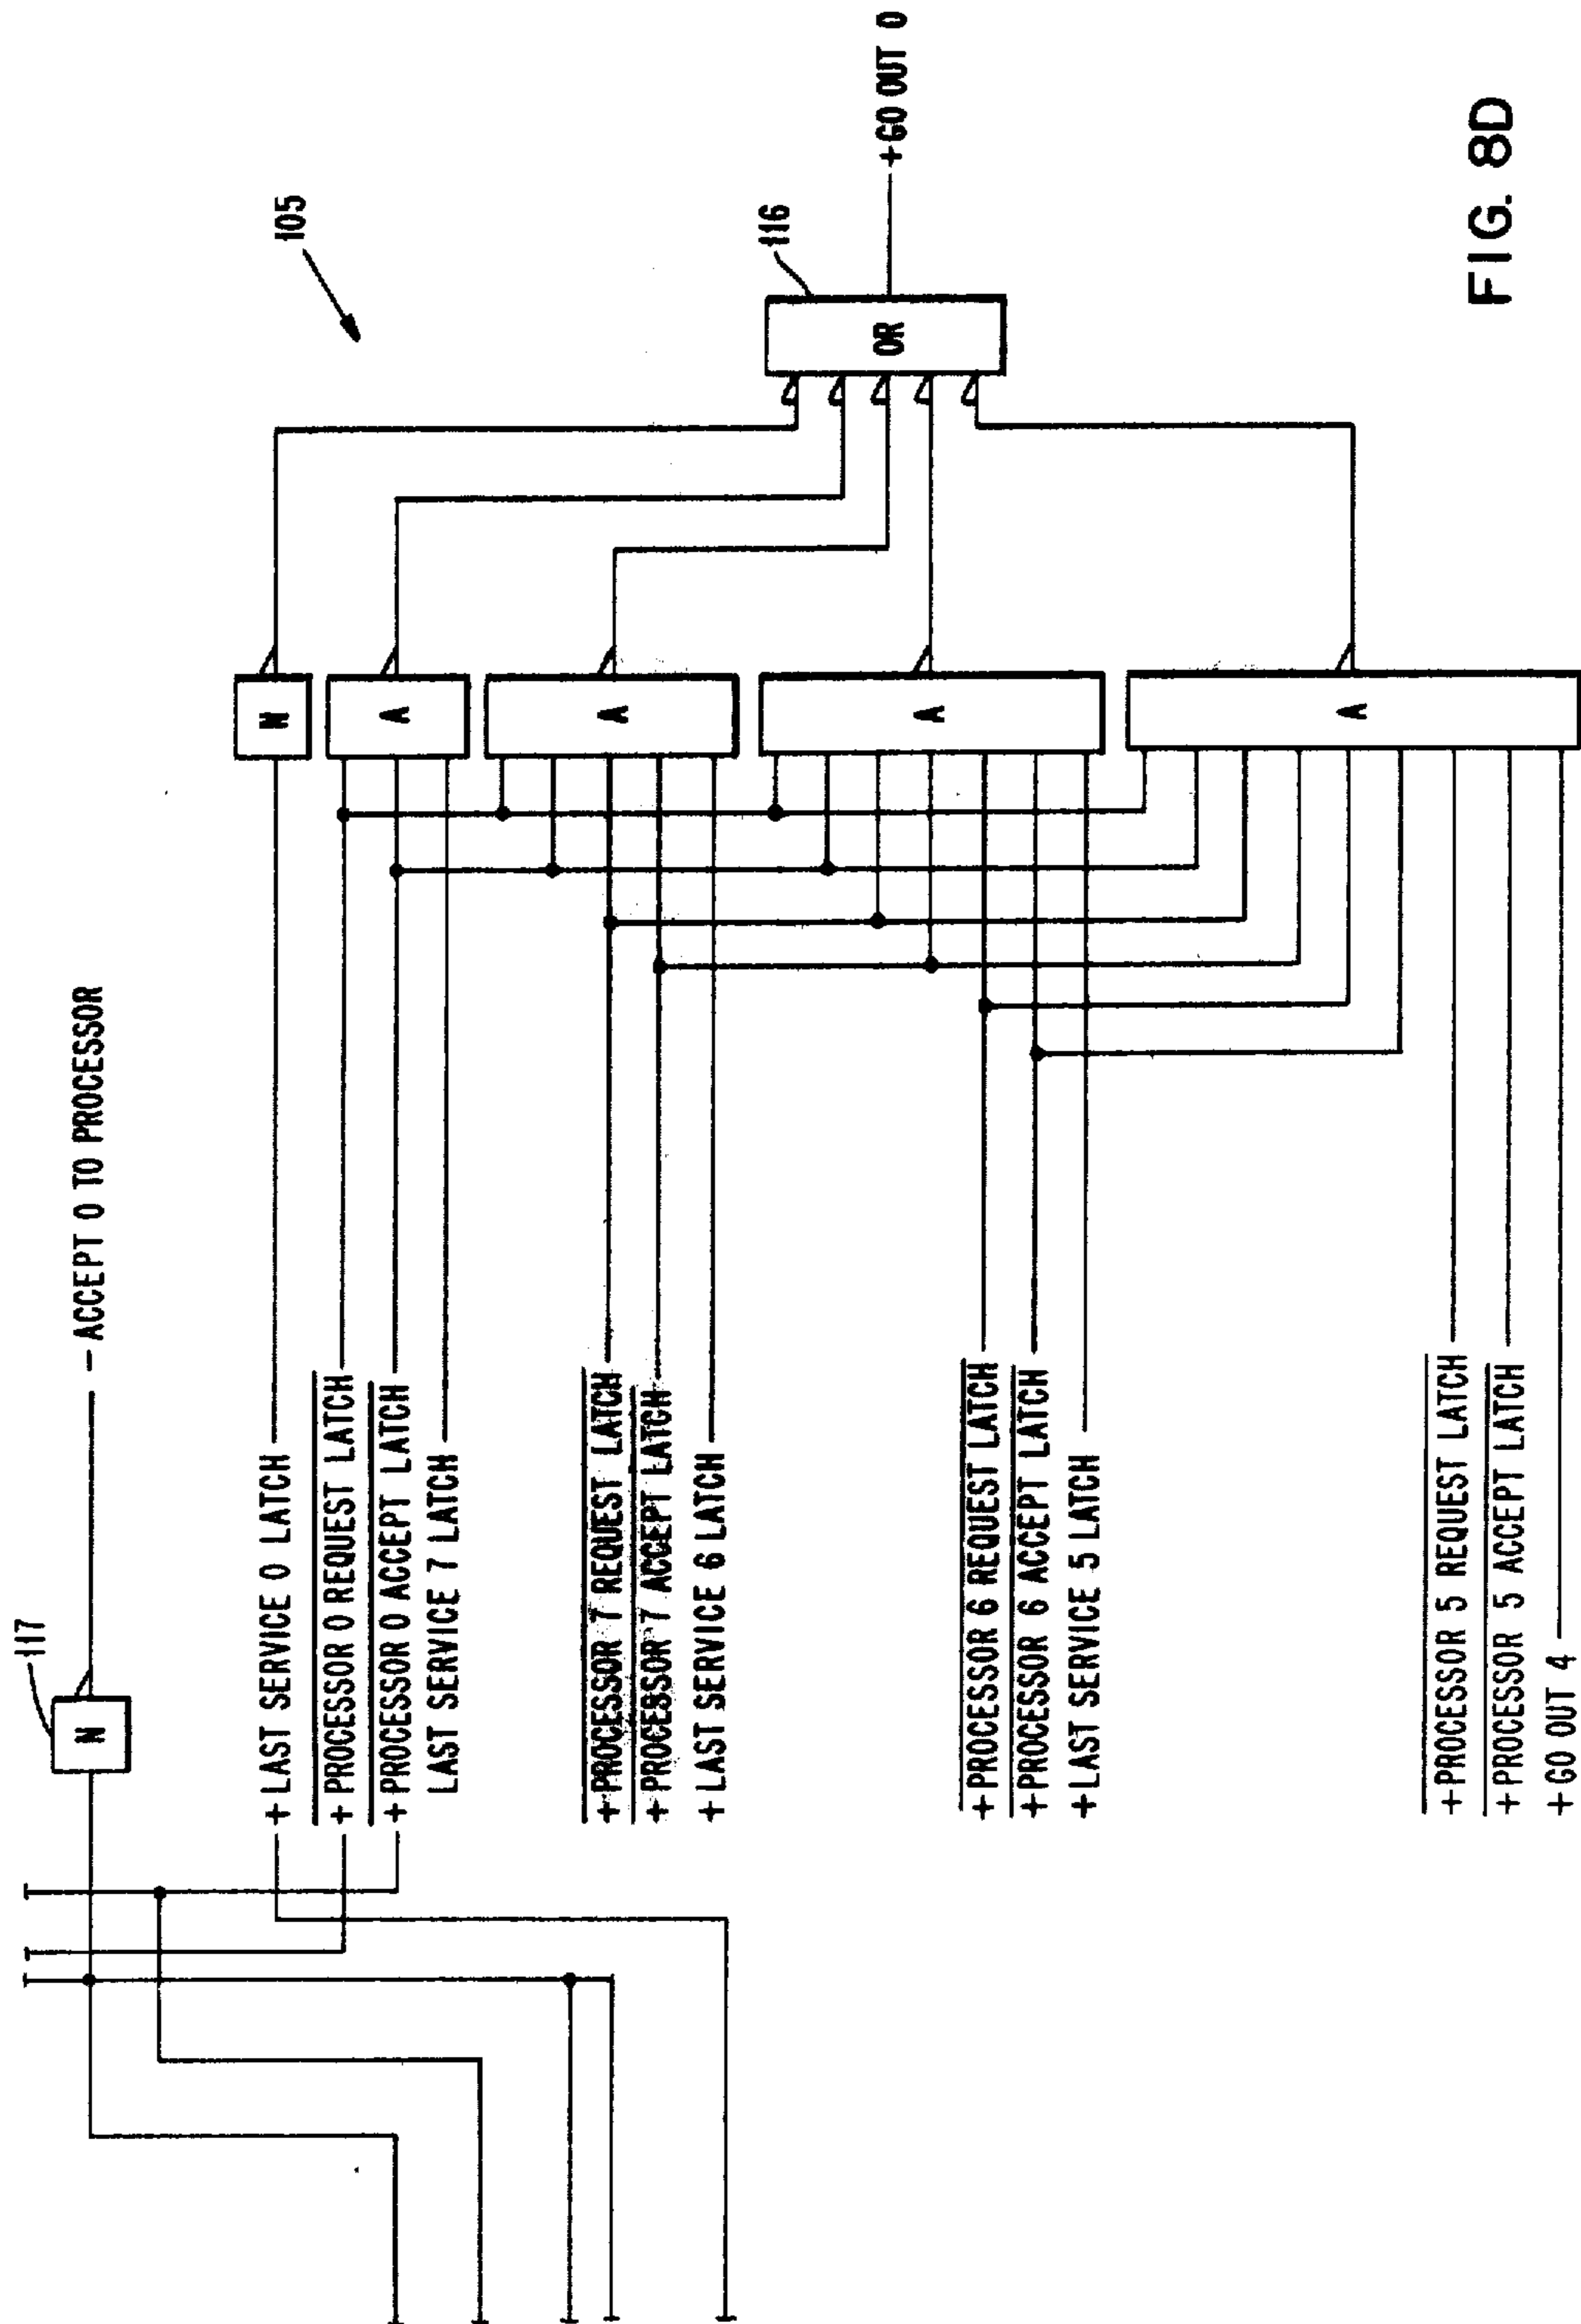 117
N
− ACCEPT 0 TO PROCESSOR
105
+ LAST SERVICE 0 LATCH
+ PROCESSOR 0 REQUEST LATCH
+ PROCESSOR 0 ACCEPT LATCH
LAST SERVICE 7 LATCH
+ PROCESSOR 7 REQUEST LATCH
+ PROCESSOR 7 ACCEPT LATCH
+ LAST SERVICE 6 LATCH
+ PROCESSOR 6 REQUEST LATCH
+ PROCESSOR 6 ACCEPT LATCH
+ LAST SERVICE 5 LATCH
+ PROCESSOR 5 REQUEST LATCH
+ PROCESSOR 5 ACCEPT LATCH
+ GO OUT 4
N
A
A
A
A
116
OR
+ GO OUT 0
FIG. 8D